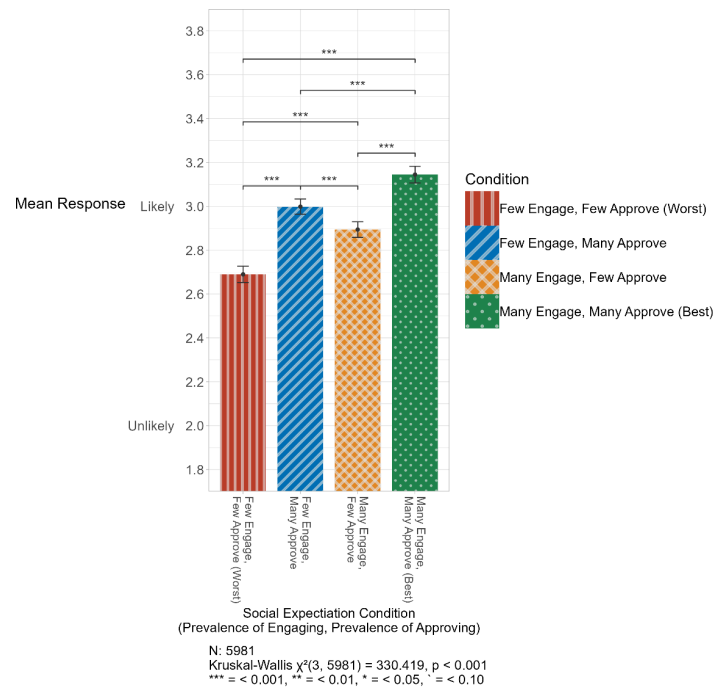 3.8
3.6
3.4
3.2
Likely 3.0
2.8
2.6
2.4
2.2
Unlikely 2.0
1.8
Mean Response
***
***
***
***
***
***
Few Engage,
Few Approve (Worst)
Few Engage,
Many Approve
Many Engage,
Few Approve
Many Engage,
Many Approve (Best)
Social Expectiation Condition
(Prevalence of Engaging, Prevalence of Approving)
N: 5981
Kruskal-Wallis χ²(3, 5981) = 330.419, p < 0.001
*** = < 0.001, ** = < 0.01, * = < 0.05, ` = < 0.10
Condition
Few Engage, Few Approve (Worst)
Few Engage, Many Approve
Many Engage, Few Approve
Many Engage, Many Approve (Best)